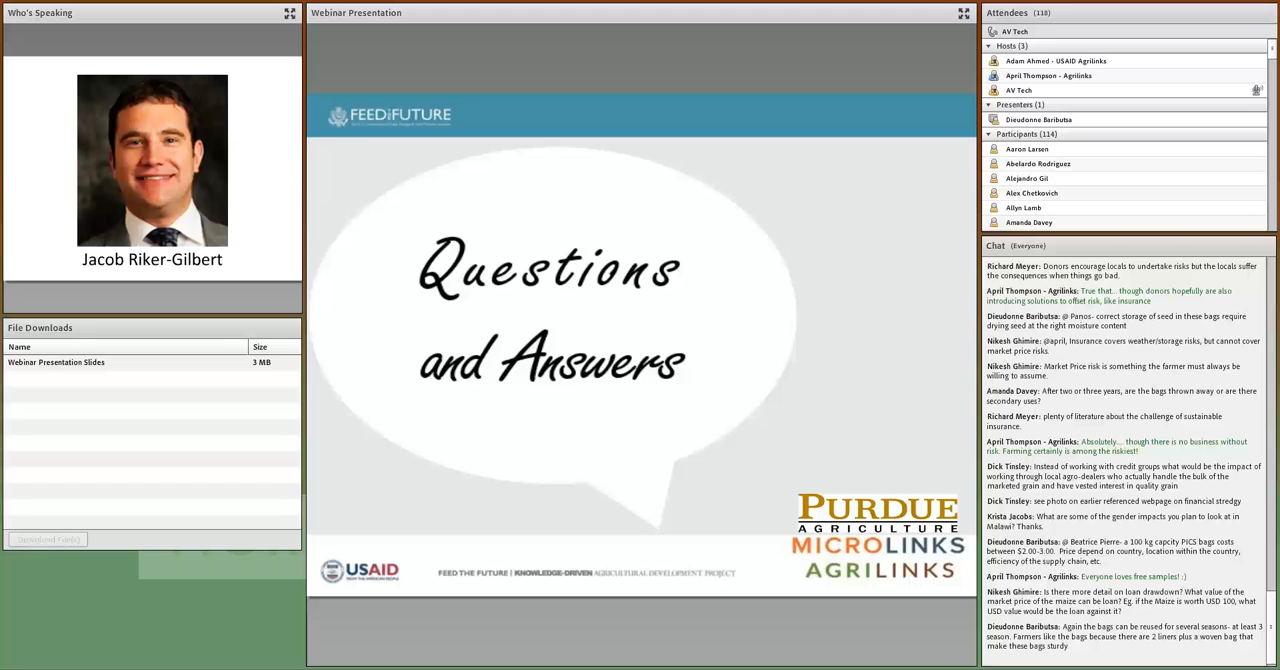 Who's Speaking
Jacob Riker-Gilbert
File Downloads
Name
Size
Webinar Presentation Slides
3 MB
Webinar Presentation
FEED THE FUTURE
Questions
and Answers
PURDUE
AGRICULTURE
MICROLINKS
AGRILINKS
USAID
FROM THE AMERICAN PEOPLE
FEED THE FUTURE | KNOWLEDGE-DRIVEN AGRICULTURAL DEVELOPMENT PROJECT
Attendees (118)
AV Tech
Hosts (3)
Adam Ahmed - USAID Agrilinks
April Thompson - Agrilinks
AV Tech
Presenters (1)
Dieudonne Baributsa
Participants (114)
Aaron Larsen
Abelardo Rodriguez
Alejandro Gil
Alex Chetkovich
Allyn Lamb
Amanda Davey
Chat (Everyone)
Richard Meyer: Donors encourage locals to undertake risks but the locals suffer
the consequences when things go bad.
April Thompson - Agrilinks: True that... though donors hopefully are also
introducing solutions to offset risk, like insurance
Dieudonne Baributsa: @ Panos- correct storage of seed in these bags require
drying seed at the right moisture content
Nikesh Ghimire: @april, Insurance covers weather/storage risks, but cannot cover
market price risks.
Nikesh Ghimire: Market Price risk is something the farmer must always be
willing to assume.
Amanda Davey: After two or three years, are the bags thrown away or are there
secondary uses?
Richard Meyer: plenty of literature about the challenge of sustainable
insurance.
April Thompson - Agrilinks: Absolutely.... though there is no business without
risk. Farming certainly is among the riskiest!
Dick Tinsley: Instead of working with credit groups what would be the impact of
working through local agro-dealers who actually handle the bulk of the
marketed grain and have vested interest in quality grain
Dick Tinsley: see photo on earlier referenced webpage on financial stredgy
Krista Jacobs: What are some of the gender impacts you plan to look at in
Malawi? Thanks.
Dieudonne Baributsa: @ Beatrice Pierre- a 100 kg capcity PICS bags costs
between $2.00-3.00. Price depend on country, location within the country,
efficiency of the supply chain, etc.
April Thompson - Agrilinks: Everyone loves free samples! :)
Nikesh Ghimire: Is there more detail on loan drawdown? What value of the
market price of the maize can be loan? Eg. if the Maize is worth USD 100, what
USD value would be the loan against it?
Dieudonne Baributsa: Again the bags can be reused for several seasons- at least 3
season. Farmers like the bags because there are 2 liners plus a woven bag that
make these bags sturdy